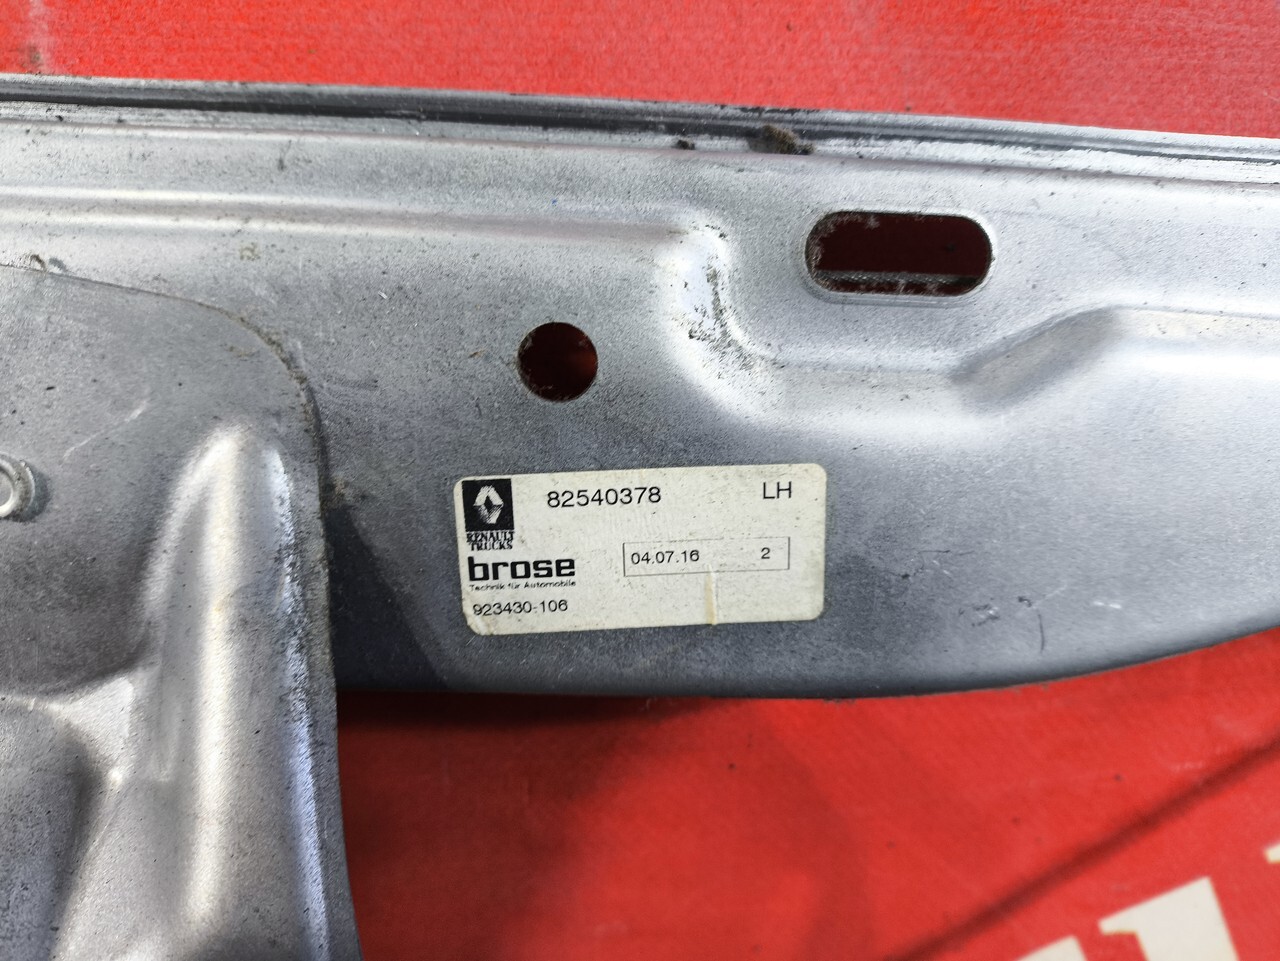 82540378 LH
RENAULT
TRUCKS
brose
Technik für Automobile
04.07.16 2
923430-106